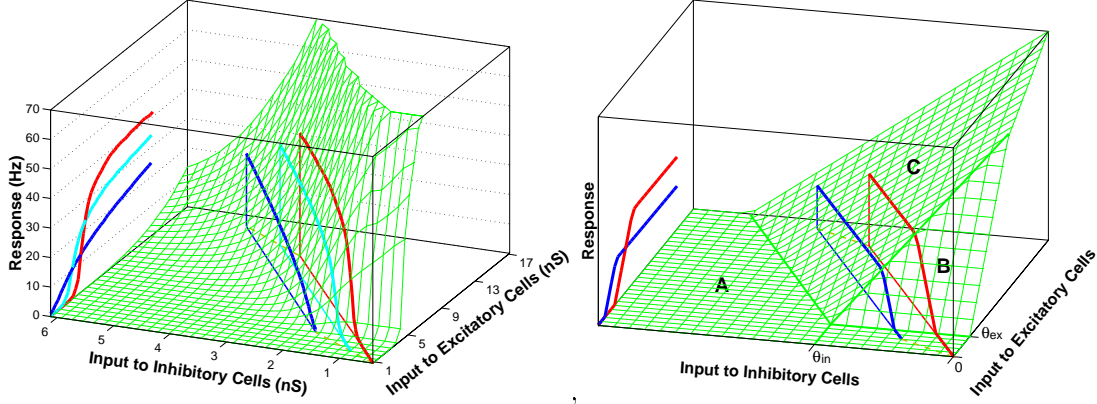 70
60
50
40
30
20
10
0
Response (Hz)
6
5
4
3
2
1
Input to Inhibitory Cells (nS)
1
5
9
13
17
Input to Excitatory Cells (nS)
Response
A
B
C
θin
0
θex
Input to Inhibitory Cells
Input to Excitatory Cells
,